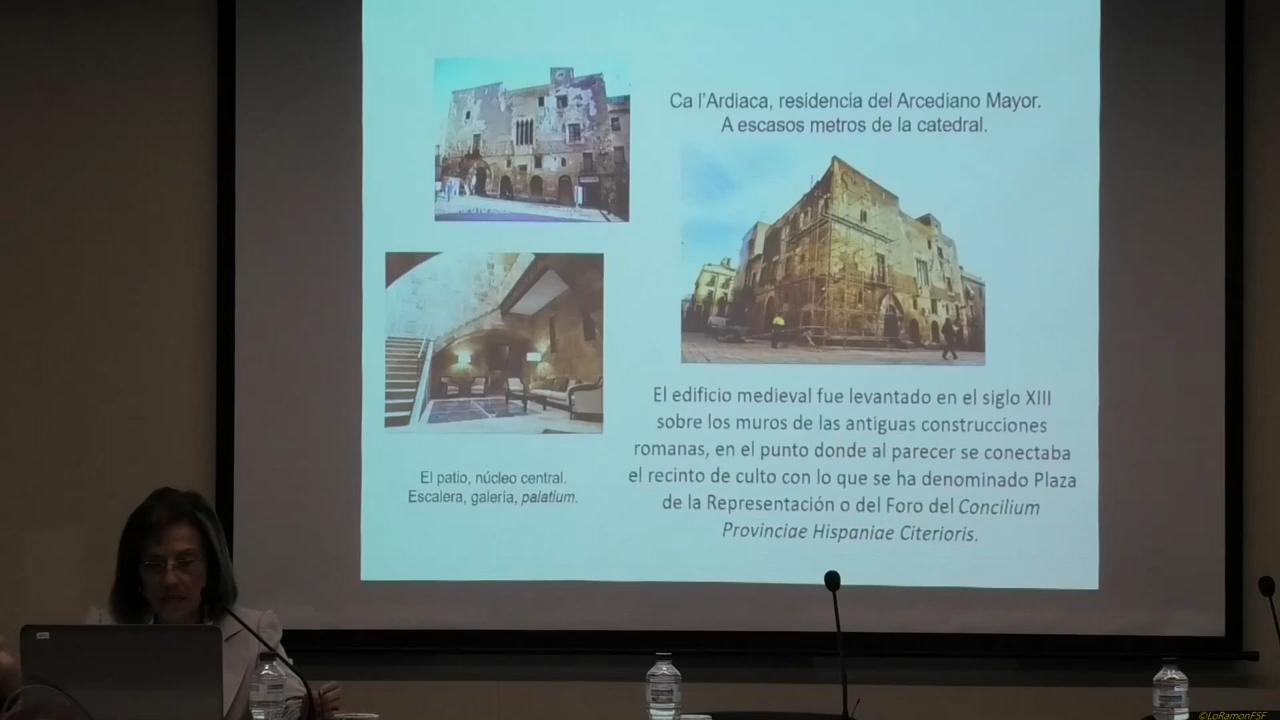 Ca l'Ardiaca, residencia del Arcediano Mayor.
A escasos metros de la catedral.
El patio, núcleo central.
Escalera, galería, palatium.
El edificio medieval fue levantado en el siglo XIII
sobre los muros de las antiguas construcciones
romanas, en el punto donde al parecer se conectaba
el recinto de culto con lo que se ha denominado Plaza
de la Representación o del Foro del Concilium
Provinciae Hispaniae Citerioris.
©LoRamonFSF